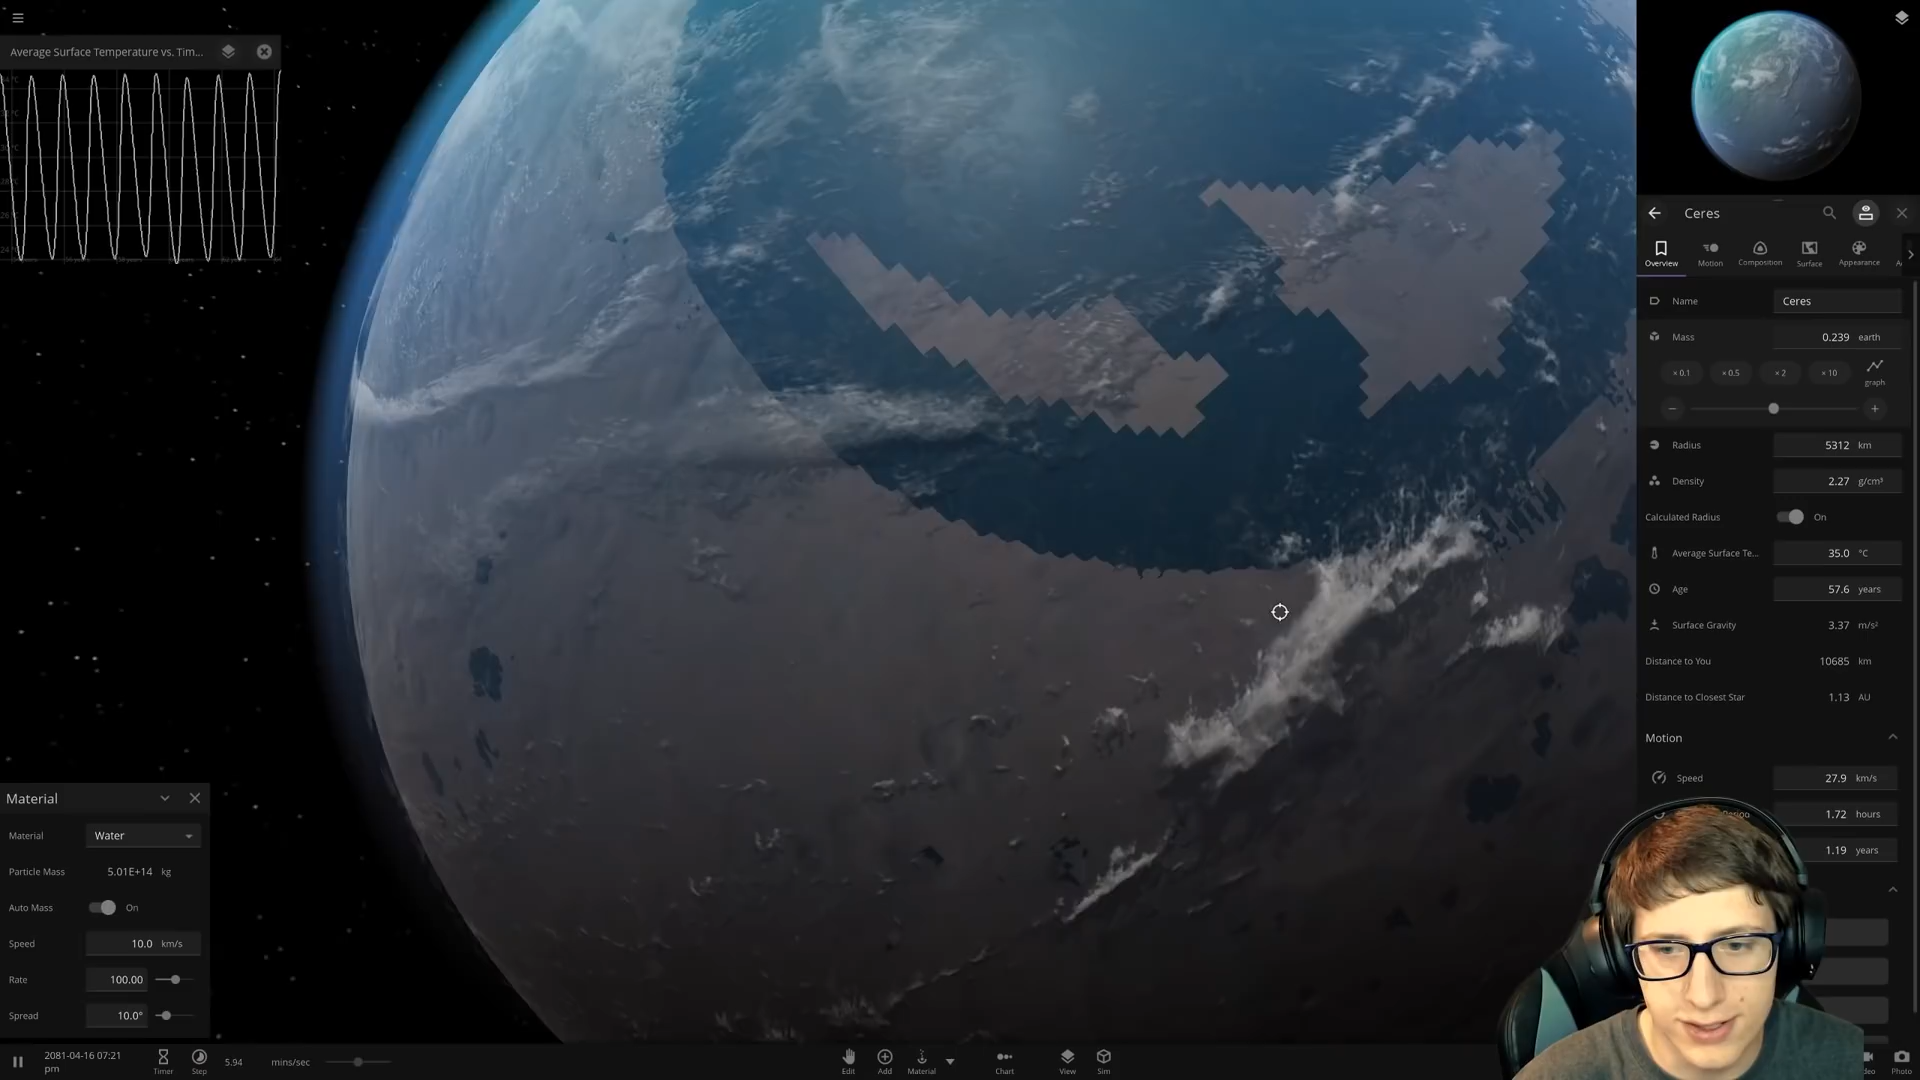 Average Surface Temperature vs. Tim...
Ceres
Overview
Motion
Composition
Surface
Appearance
Name
Ceres
Mass
0.239 earth
× 0.1
× 0.5
× 2
× 10
graph
Radius
5312 km
Density
2.27 g/cm³
Calculated Radius
On
Average Surface Te...
35.0 °C
Age
57.6 years
Surface Gravity
3.37 m/s²
Distance to You
10685 km
Distance to Closest Star
1.13 AU
Motion
Speed
27.9 km/s
1.72 hours
1.19 years
Material
Material
Water
Particle Mass
5.01E+14 kg
Auto Mass
On
Speed
10.0 km/s
Rate
100.00
Spread
10.0°
2081-04-16 07:21
pm
Timer
Step
5.94
mins/sec
Edit
Add
Material
Chart
View
Sim
Photo